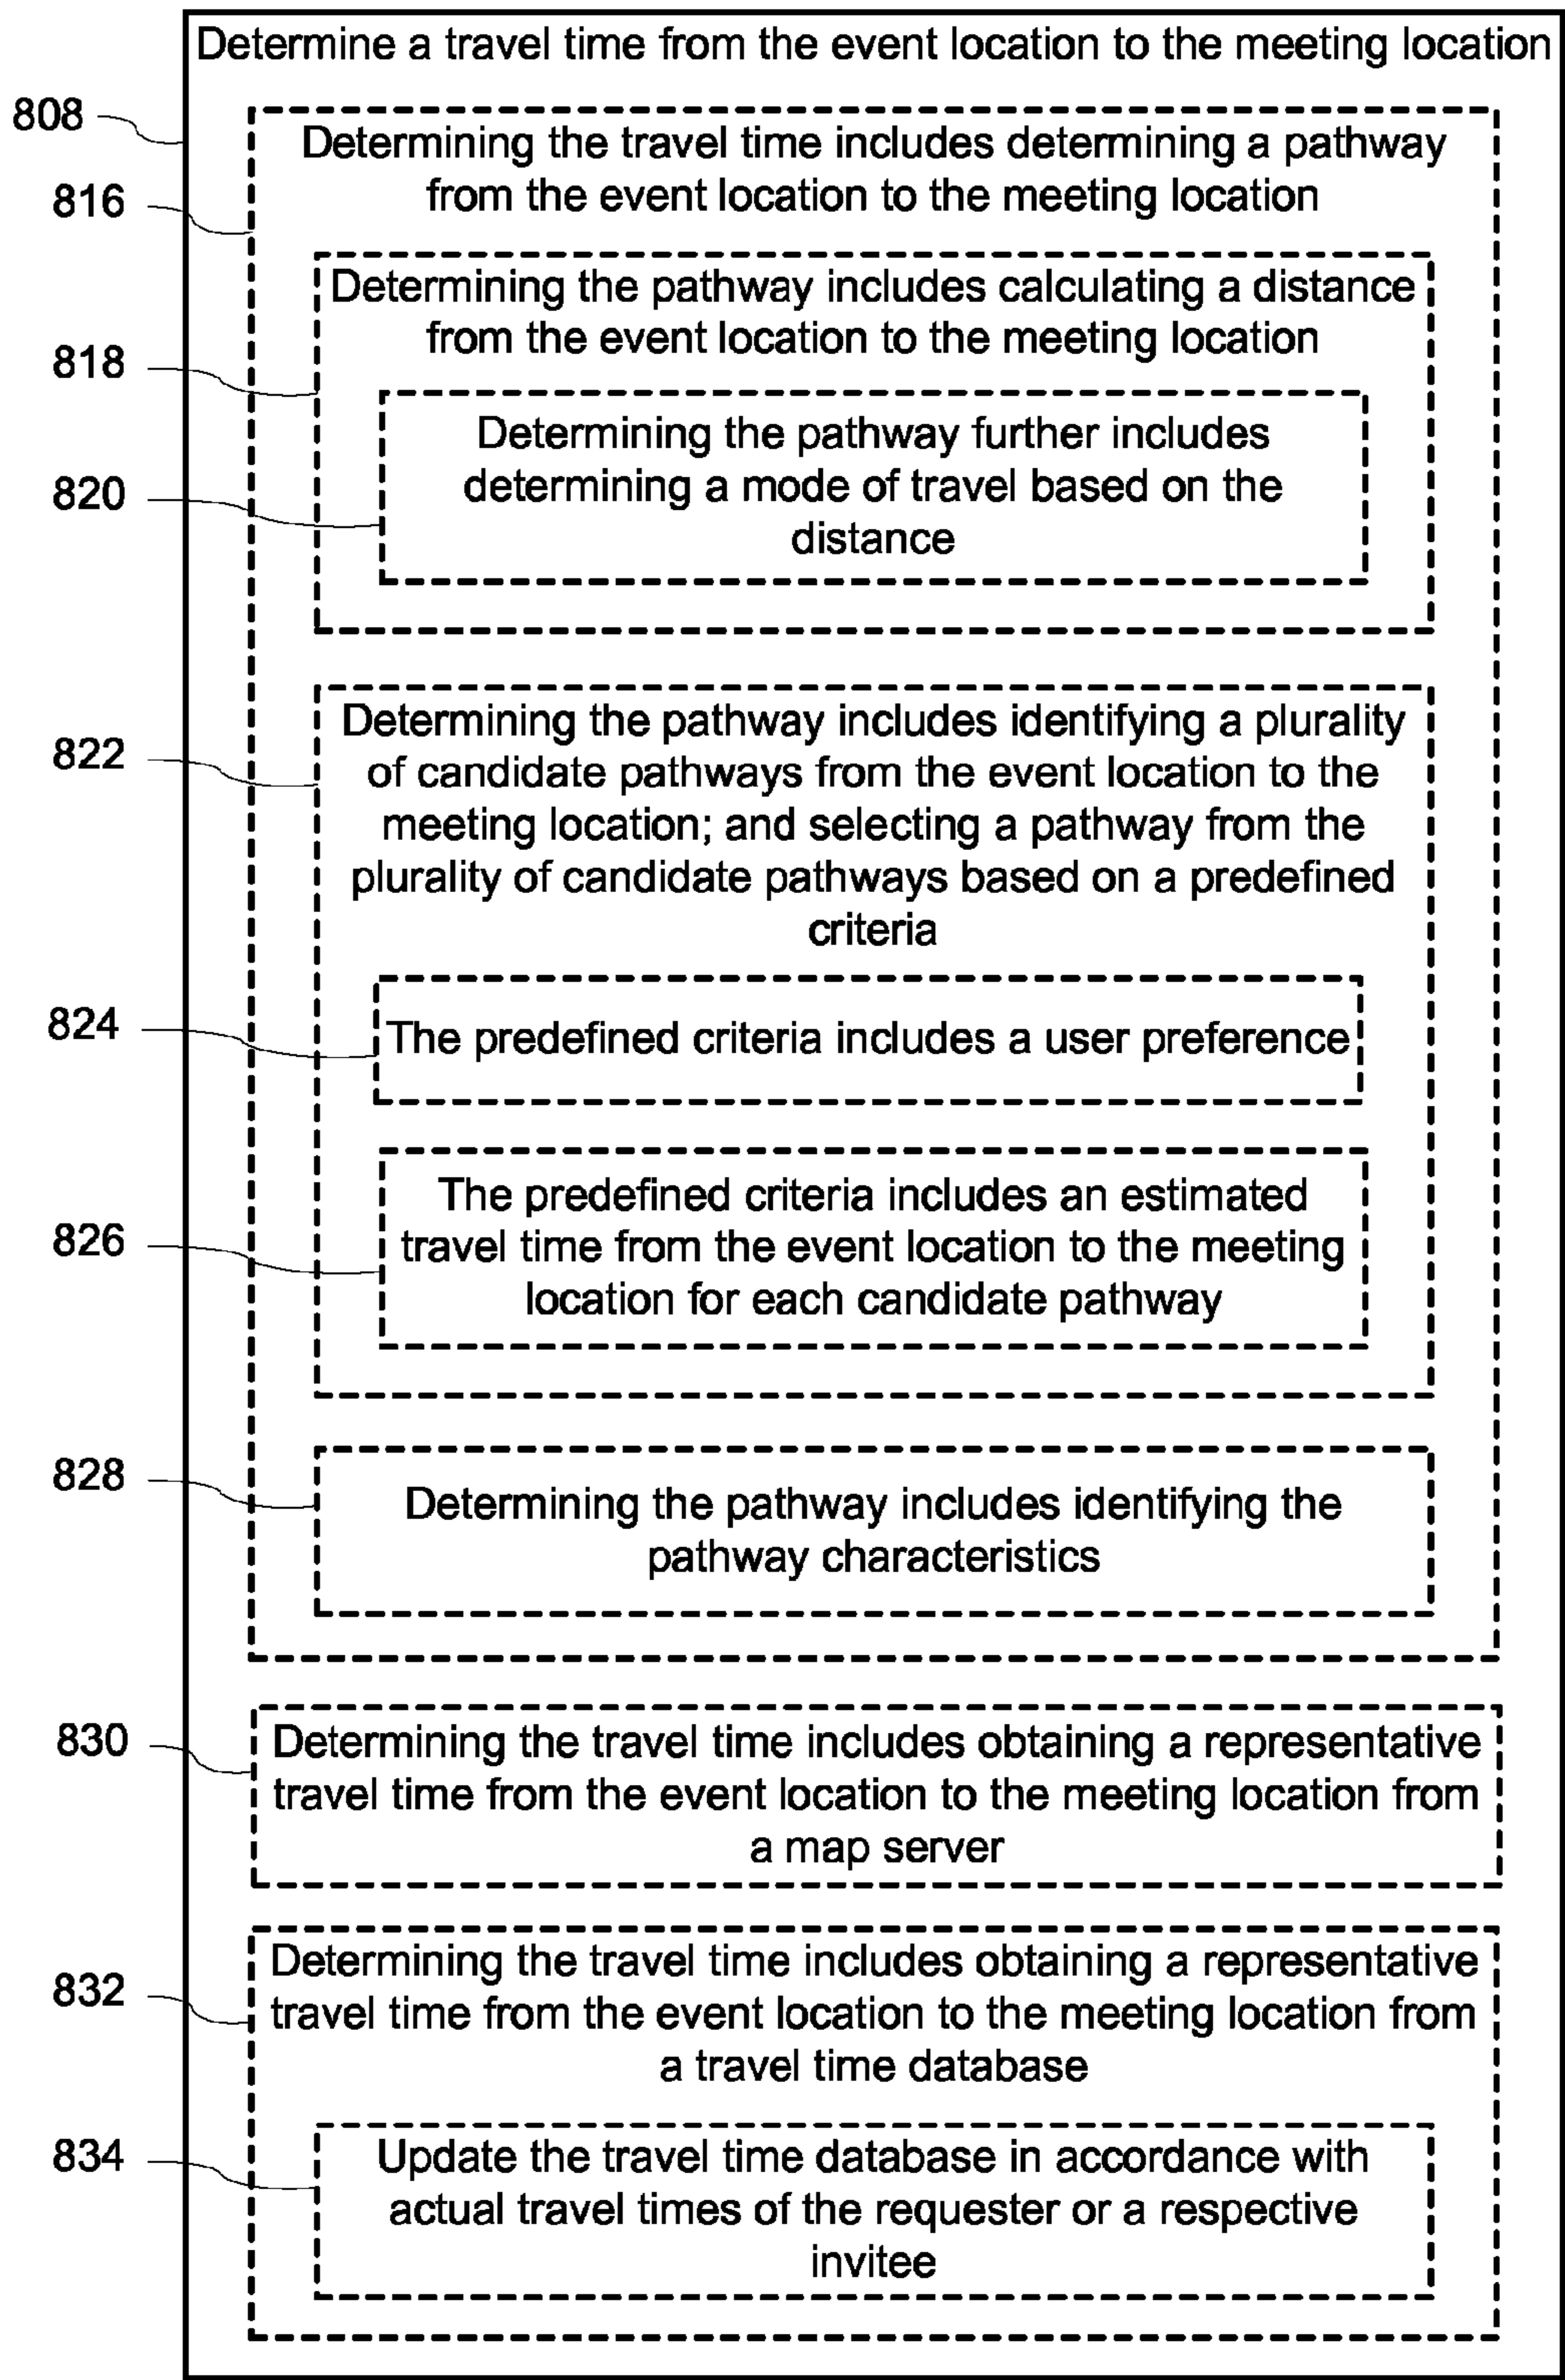 Determine a travel time from the event location to the meeting location
808
Determining the travel time includes determining a pathway
from the event location to the meeting location
816
Determining the pathway includes calculating a distance
from the event location to the meeting location
818
Determining the pathway further includes
determining a mode of travel based on the
distance
820
Determining the pathway includes identifying a plurality
of candidate pathways from the event location to the
meeting location; and selecting a pathway from the
plurality of candidate pathways based on a predefined
criteria
822
The predefined criteria includes a user preference
824
The predefined criteria includes an estimated
travel time from the event location to the meeting
location for each candidate pathway
826
Determining the pathway includes identifying the
pathway characteristics
828
Determining the travel time includes obtaining a representative
travel time from the event location to the meeting location from
a map server
830
Determining the travel time includes obtaining a representative
travel time from the event location to the meeting location from
a travel time database
832
Update the travel time database in accordance with
actual travel times of the requester or a respective
invitee
834